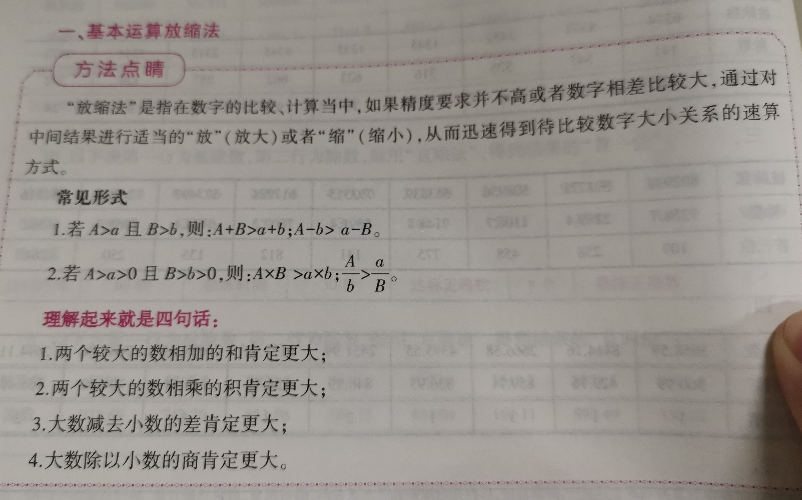 一、基本运算放缩法
方法点睛
“放缩法”是指在数字的比较、计算当中,如果精度要求并不高或者数字相差比较大,通过对
中间结果进行适当的“放”(放大)或者“缩”(缩小),从而迅速得到待比较数字大小关系的速算
方式。
常见形式
1.若 A>a 且 B>b,则:A+B>a+b;A-b> a-B。
2.若 A>a>0 且 B>b>0,则:A×B >a×b;A/b>a/B。
理解起来就是四句话:
1.两个较大的数相加的和肯定更大;
2.两个较大的数相乘的积肯定更大;
3.大数减去小数的差肯定更大;
4.大数除以小数的商肯定更大。